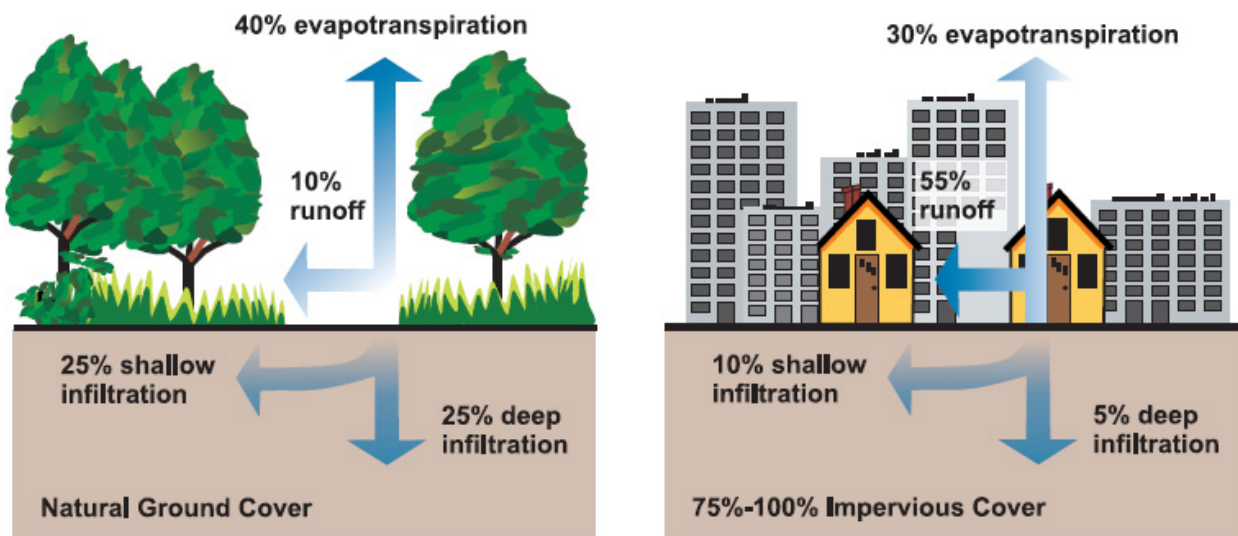 40% evapotranspiration
10%
runoff
25% shallow
infiltration
25% deep
infiltration
Natural Ground Cover
30% evapotranspiration
55%
runoff
10% shallow
infiltration
5% deep
infiltration
75%-100% Impervious Cover